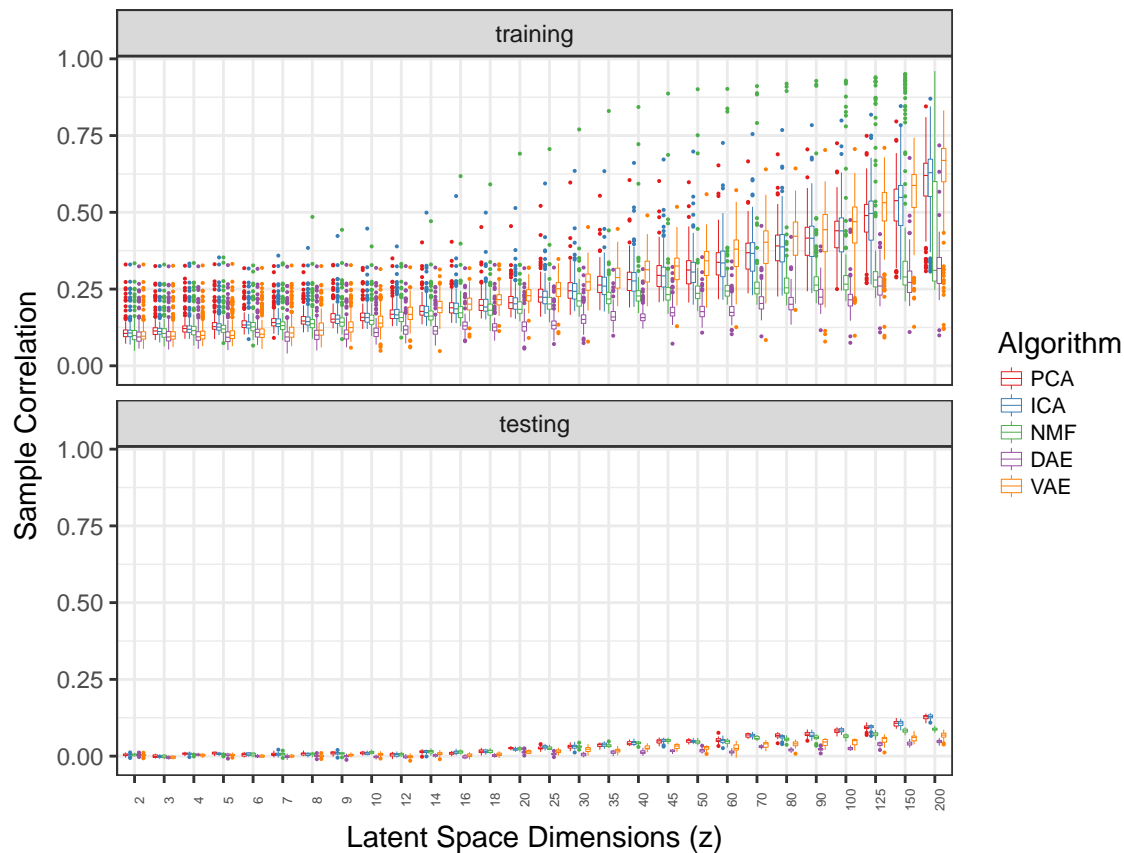 training
1.00
0.75
0.50
0.25
0.00
testing
1.00
0.75
0.50
0.25
0.00
Sample Correlation
2 3 4 5 6 7 8 9 10 12 14 16 18 20 25 30 35 40 45 50 60 70 80 90 100 125 150 200
Latent Space Dimensions (z)
Algorithm
PCA
ICA
NMF
DAE
VAE